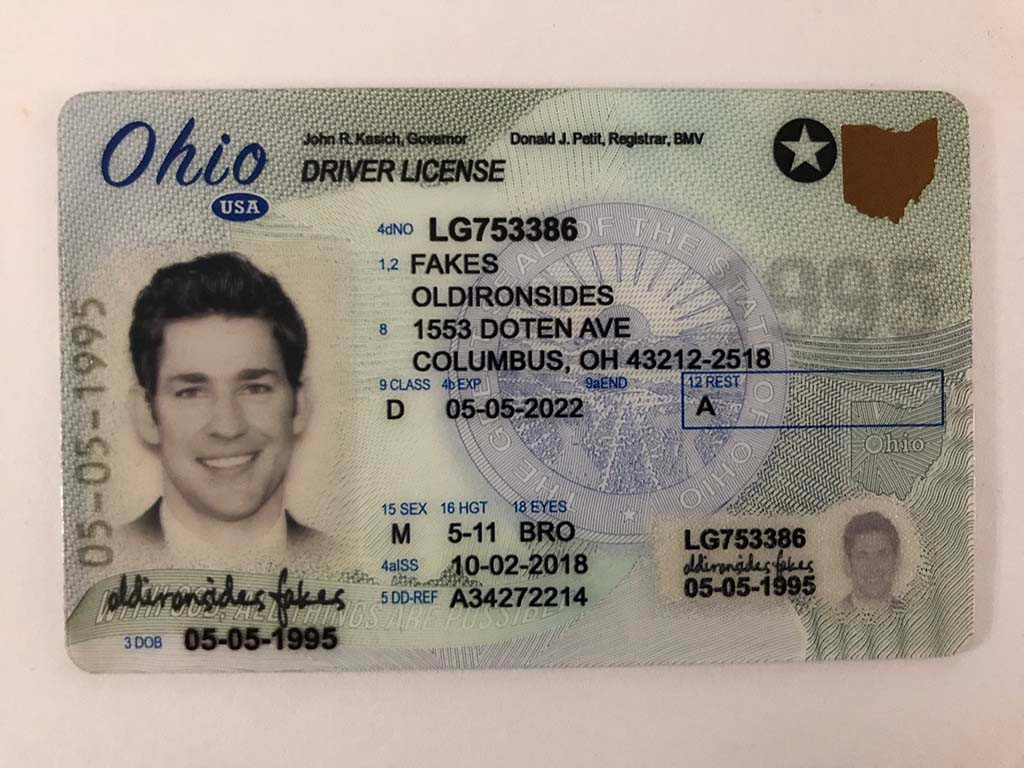 Ohio
USA
John R. Kasich, Governor
Donald J. Petit, Registrar, BMV
DRIVER LICENSE
4dNO LG753386
1,2 FAKES
OLDIRONSIDES
8 1553 DOTEN AVE
COLUMBUS, OH 43212-2518
9 CLASS 4b EXP 9aEND 12 REST
D 05-05-2022 A
15 SEX 16 HGT 18 EYES
M 5-11 BRO
4aISS 10-02-2018
5 DD-REF A34272214
oldironsides fakes
WITH GOD, ALL THINGS ARE POSSIBLE
3 DOB 05-05-1995
05-05-1995
LG753386
oldironsides fakes
05-05-1995
Ohio
THE GREAT SEAL OF THE STATE OF OHIO